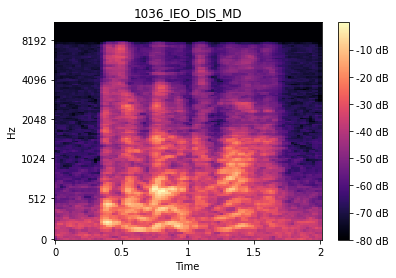 1036_IEO_DIS_MD
8192
4096
2048
1024
512
0
Hz
0
0.5
1
1.5
2
Time
-10 dB
-20 dB
-30 dB
-40 dB
-50 dB
-60 dB
-70 dB
-80 dB